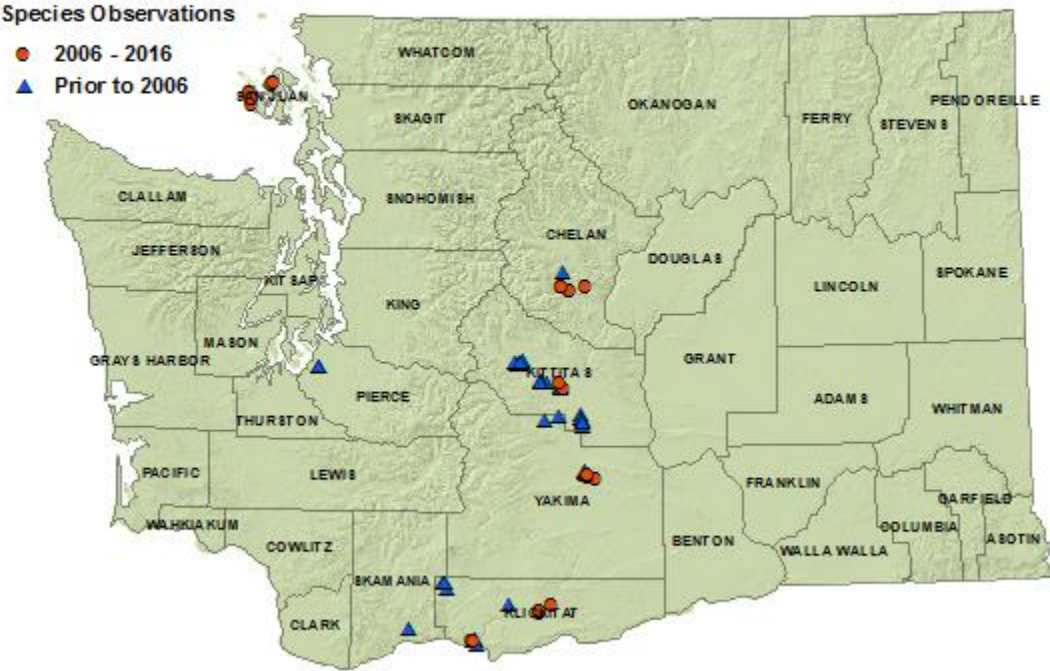 Species Observations
2006 - 2016
Prior to 2006
WHATCOM
SAN JUAN
SKAGIT
OKANOGAN
FERRY
STEVENS
PEND OREILLE
CLALLAM
SNOHOMISH
CHELAN
JEFFERSON
DOUGLAS
KITSAP
LINCOLN
SPOKANE
KING
MASON
GRAYS HARBOR
KITTITAS
GRANT
PIERCE
ADAMS
WHITMAN
THURSTON
PACIFIC
LEWIS
YAKIMA
FRANKLIN
GARFIELD
WAHKIAKUM
COLUMBIA
COWLITZ
BENTON
WALLA WALLA
ASOTIN
SKAMANIA
KLICKITAT
CLARK